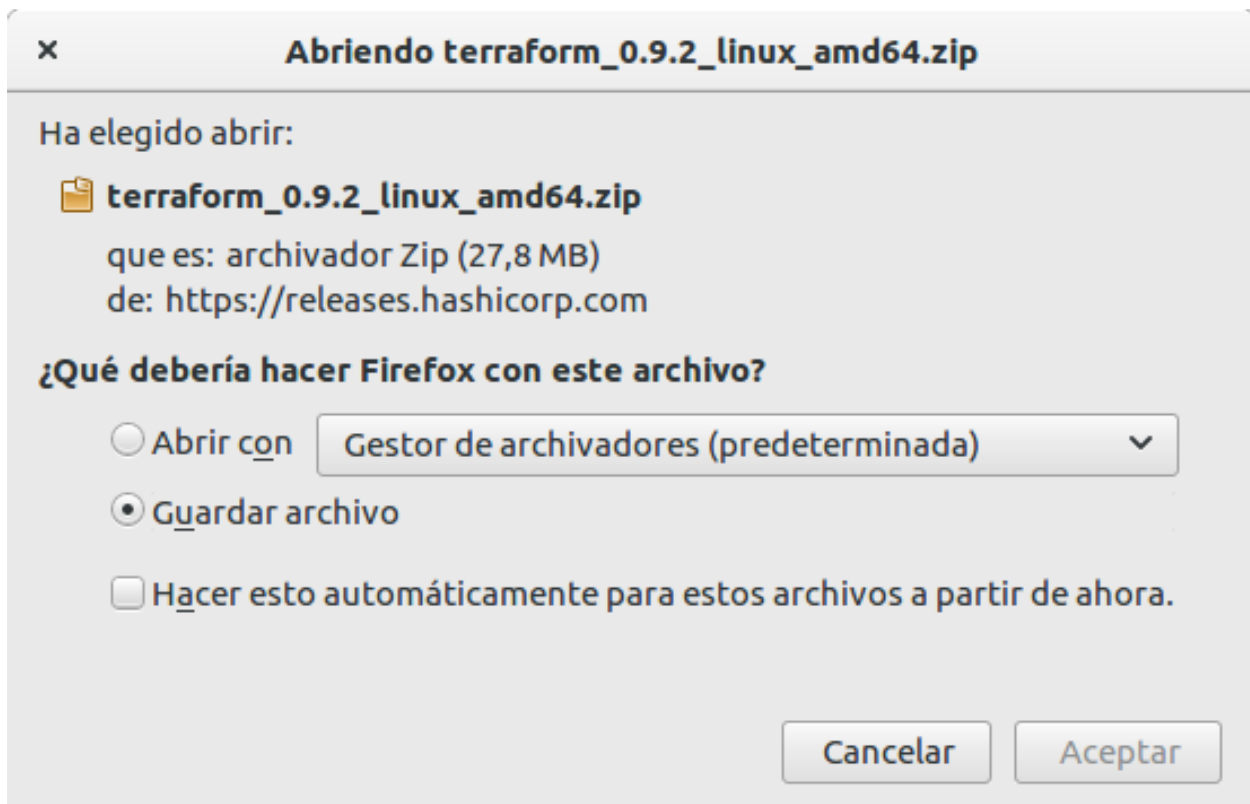 Abriendo terraform_0.9.2_linux_amd64.zip
Ha elegido abrir:
terraform_0.9.2_linux_amd64.zip
que es: archivador Zip (27,8 MB)
de: https://releases.hashicorp.com
¿Qué debería hacer Firefox con este archivo?
Abrir con Gestor de archivadores (predeterminada)
Guardar archivo
Hacer esto automáticamente para estos archivos a partir de ahora.
Cancelar Aceptar